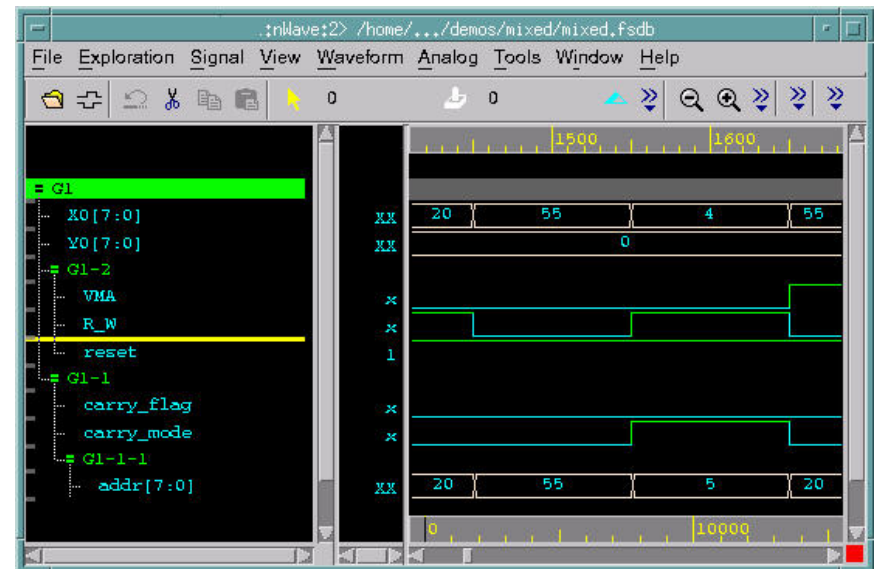 .:nWave:2> /home/.../demos/mixed/mixed.fsdb
File Exploration Signal View Waveform Analog Tools Window Help
0 0
1500 1600
G1
X0[7:0] XX 20 55 4 55
Y0[7:0] XX 0
G1-2
VMA x
R_W x
reset 1
G1-1
carry_flag x
carry_mode x
G1-1-1
addr[7:0] XX 20 55 5 20
0 10000